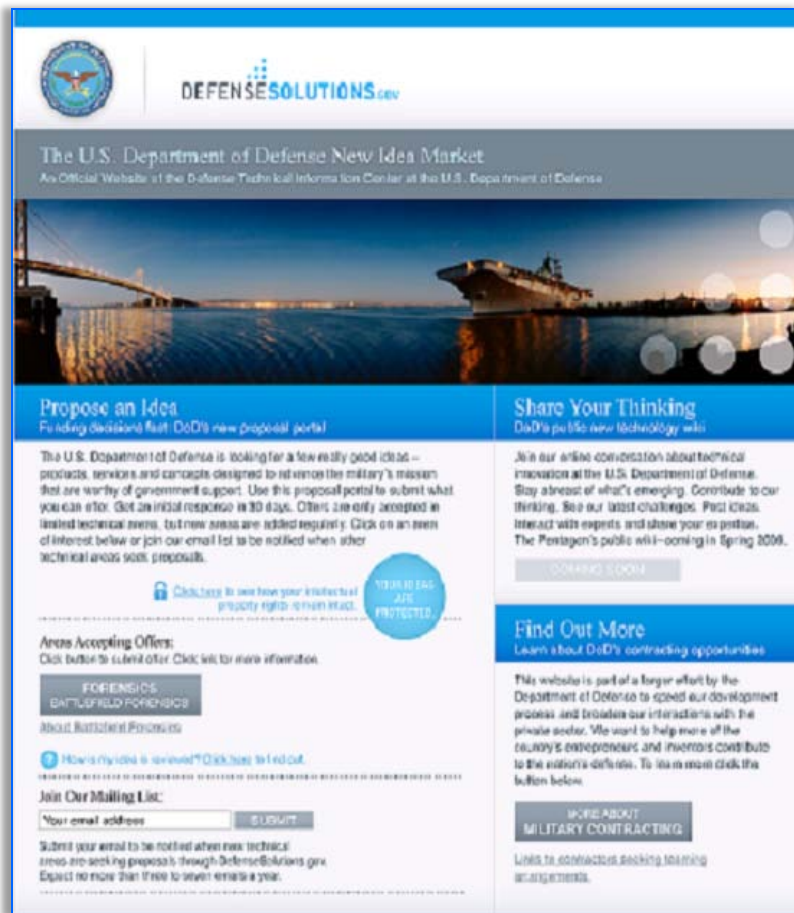 DEFENSESOLUTIONS.GOV
The U.S. Department of Defense New Idea Market
An Official Website of the Defense Technical Information Center at the U.S. Department of Defense
Propose an Idea
Funding decisions fast: DoD's new proposal portal
The U.S. Department of Defense is looking for a few really good ideas –
products, services and concepts designed to advance the military's mission
that are worthy of government support. Use this proposal portal to submit what
you can offer. Get an initial response in 30 days. Offers are only accepted in
limited technical areas, but new areas are added regularly. Click on an area
of interest below or join our email list to be notified when other
technical areas seek proposals.
Click here to see how your intellectual
property rights remain intact.
YOUR IDEAS
ARE
PROTECTED.
Areas Accepting Offers:
Click button to submit offer. Click link for more information.
FORENSICS
BATTLEFIELD FORENSICS
About Battlefield Forensics
? How is my idea is reviewed? Click here to find out.
Join Our Mailing List:
Your email address
SUBMIT
Submit your email to be notified when new technical
areas are seeking proposals through DefenseSolutions.gov.
Expect no more than three to seven emails a year.
Share Your Thinking
DoD's public new technology wiki
Join our online conversation about technical
innovation at the U.S. Department of Defense.
Stay abreast of what's emerging. Contribute to our
thinking. See our latest challenges. Post ideas.
Interact with experts and share your expertise.
The Pentagon's public wiki–coming in Spring 2009.
COMING SOON
Find Out More
Learn about DoD's contracting opportunities
This website is part of a larger effort by the
Department of Defense to speed our development
process and broaden our interactions with the
private sector. We want to help more of the
country's entrepreneurs and inventors contribute
to the nation's defense. To learn more click the
button below.
MORE ABOUT
MILITARY CONTRACTING
Links to contractors seeking teaming
arrangements.